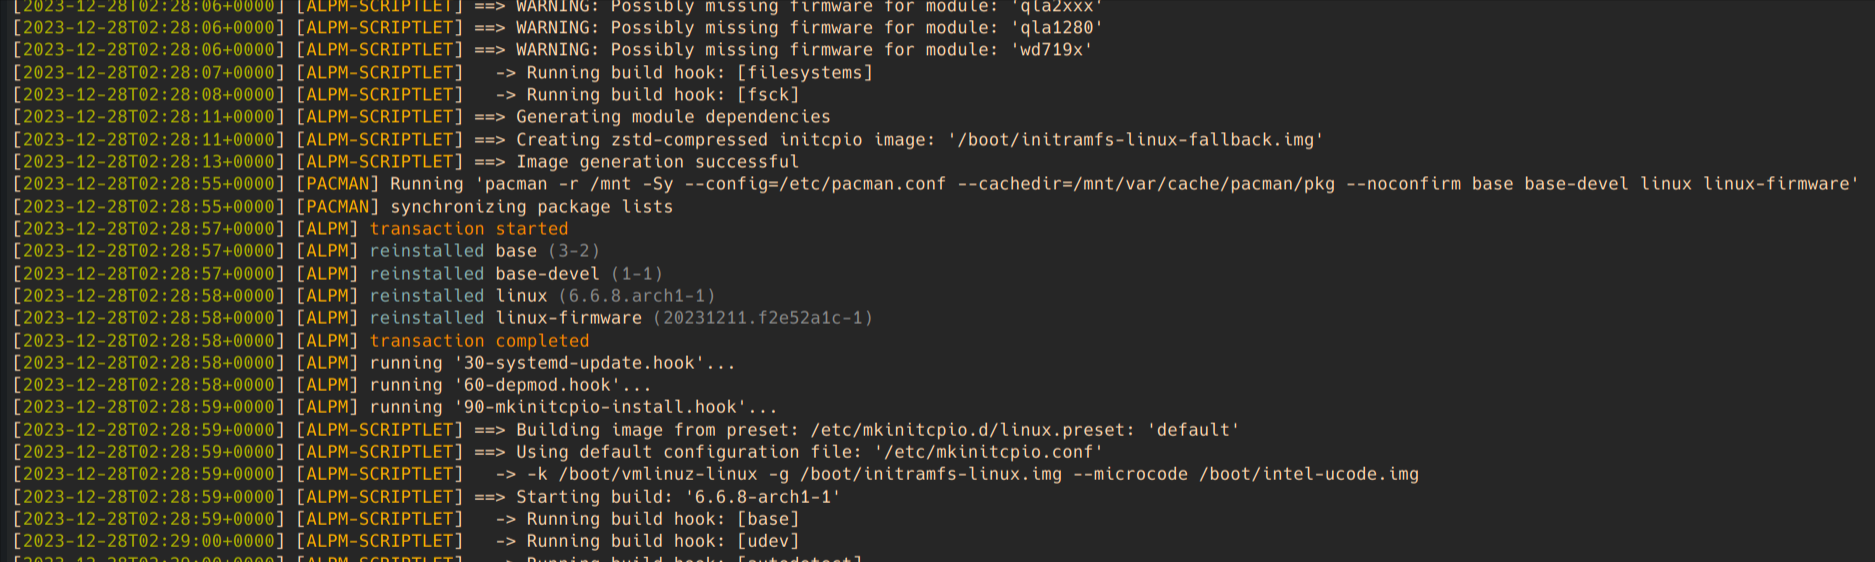 [2023-12-28T02:28:06+0000] [ALPM-SCRIPTLET] ==> WARNING: Possibly missing firmware for module: 'qla2xxx'
[2023-12-28T02:28:06+0000] [ALPM-SCRIPTLET] ==> WARNING: Possibly missing firmware for module: 'qla1280'
[2023-12-28T02:28:06+0000] [ALPM-SCRIPTLET] ==> WARNING: Possibly missing firmware for module: 'wd719x'
[2023-12-28T02:28:07+0000] [ALPM-SCRIPTLET]   -> Running build hook: [filesystems]
[2023-12-28T02:28:08+0000] [ALPM-SCRIPTLET]   -> Running build hook: [fsck]
[2023-12-28T02:28:11+0000] [ALPM-SCRIPTLET] ==> Generating module dependencies
[2023-12-28T02:28:11+0000] [ALPM-SCRIPTLET] ==> Creating zstd-compressed initcpio image: '/boot/initramfs-linux-fallback.img'
[2023-12-28T02:28:13+0000] [ALPM-SCRIPTLET] ==> Image generation successful
[2023-12-28T02:28:55+0000] [PACMAN] Running 'pacman -r /mnt -Sy --config=/etc/pacman.conf --cachedir=/mnt/var/cache/pacman/pkg --noconfirm base base-devel linux linux-firmware'
[2023-12-28T02:28:55+0000] [PACMAN] synchronizing package lists
[2023-12-28T02:28:57+0000] [ALPM] transaction started
[2023-12-28T02:28:57+0000] [ALPM] reinstalled base (3-2)
[2023-12-28T02:28:57+0000] [ALPM] reinstalled base-devel (1-1)
[2023-12-28T02:28:58+0000] [ALPM] reinstalled linux (6.6.8.arch1-1)
[2023-12-28T02:28:58+0000] [ALPM] reinstalled linux-firmware (20231211.f2e52a1c-1)
[2023-12-28T02:28:58+0000] [ALPM] transaction completed
[2023-12-28T02:28:58+0000] [ALPM] running '30-systemd-update.hook'...
[2023-12-28T02:28:58+0000] [ALPM] running '60-depmod.hook'...
[2023-12-28T02:28:59+0000] [ALPM] running '90-mkinitcpio-install.hook'...
[2023-12-28T02:28:59+0000] [ALPM-SCRIPTLET] ==> Building image from preset: /etc/mkinitcpio.d/linux.preset: 'default'
[2023-12-28T02:28:59+0000] [ALPM-SCRIPTLET] ==> Using default configuration file: '/etc/mkinitcpio.conf'
[2023-12-28T02:28:59+0000] [ALPM-SCRIPTLET]   -> -k /boot/vmlinuz-linux -g /boot/initramfs-linux.img --microcode /boot/intel-ucode.img
[2023-12-28T02:28:59+0000] [ALPM-SCRIPTLET] ==> Starting build: '6.6.8-arch1-1'
[2023-12-28T02:28:59+0000] [ALPM-SCRIPTLET]   -> Running build hook: [base]
[2023-12-28T02:29:00+0000] [ALPM-SCRIPTLET]   -> Running build hook: [udev]
[2023-12-28T02:29:00+0000] [ALPM-SCRIPTLET]   -> Running build hook: [autodetect]